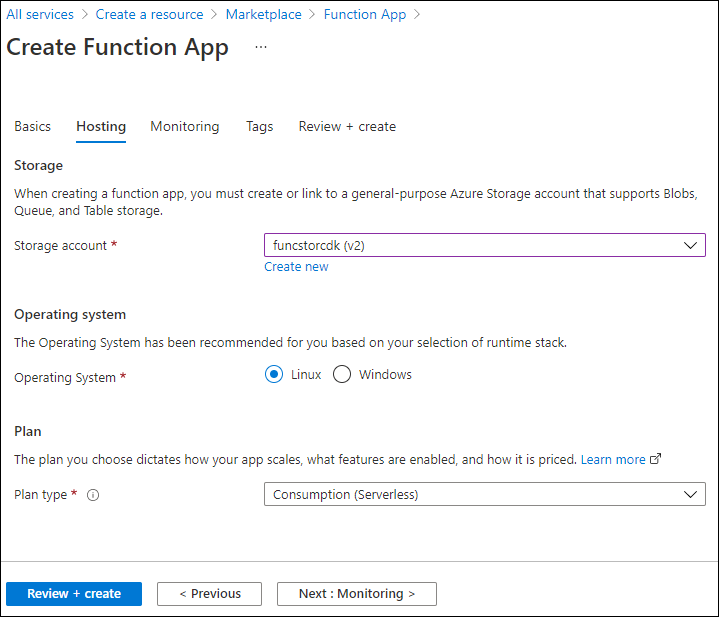 All services > Create a resource > Marketplace > Function App >
Create Function App ...
Basics Hosting Monitoring Tags Review + create
Storage
When creating a function app, you must create or link to a general-purpose Azure Storage account that supports Blobs,
Queue, and Table storage.
Storage account * funcstorcdk (v2)
Create new
Operating system
The Operating System has been recommended for you based on your selection of runtime stack.
Operating System * Linux Windows
Plan
The plan you choose dictates how your app scales, what features are enabled, and how it is priced. Learn more
Plan type * Consumption (Serverless)
Review + create < Previous Next : Monitoring >